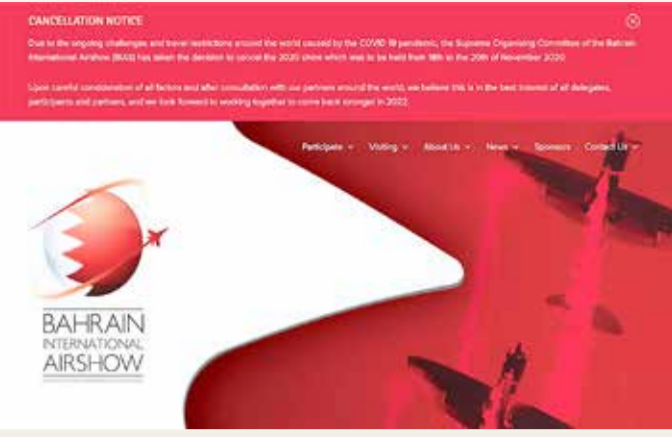 CANCELLATION NOTICE
Due to the ongoing challenges and travel restrictions around the world caused by the COVID 19 pandemic, the Supreme Organising Committee of the Bahrain
International Airshow (BIAS) has taken the decision to cancel the 2020 show which was to be held from 18th to the 20th of November 2020.
Upon careful consideration of all factors and after consultation with our partners around the world, we believe this is in the best interest of all delegates,
participants and partners, and we look forward to working together to come back stronger in 2022.
Participate Visiting About Us News Sponsors Contact Us
BAHRAIN
INTERNATIONAL
AIRSHOW